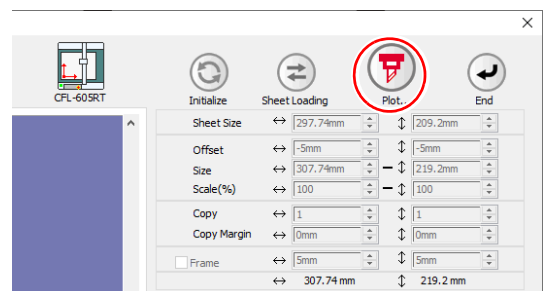 CFL-605RT
Initialize Sheet Loading Plot.. End
Sheet Size 297.74mm 209.2mm
Offset -5mm -5mm
Size 307.74mm 219.2mm
Scale(%) 100 100
Copy 1 1
Copy Margin 0mm 0mm
Frame 5mm 5mm
307.74 mm 219.2 mm